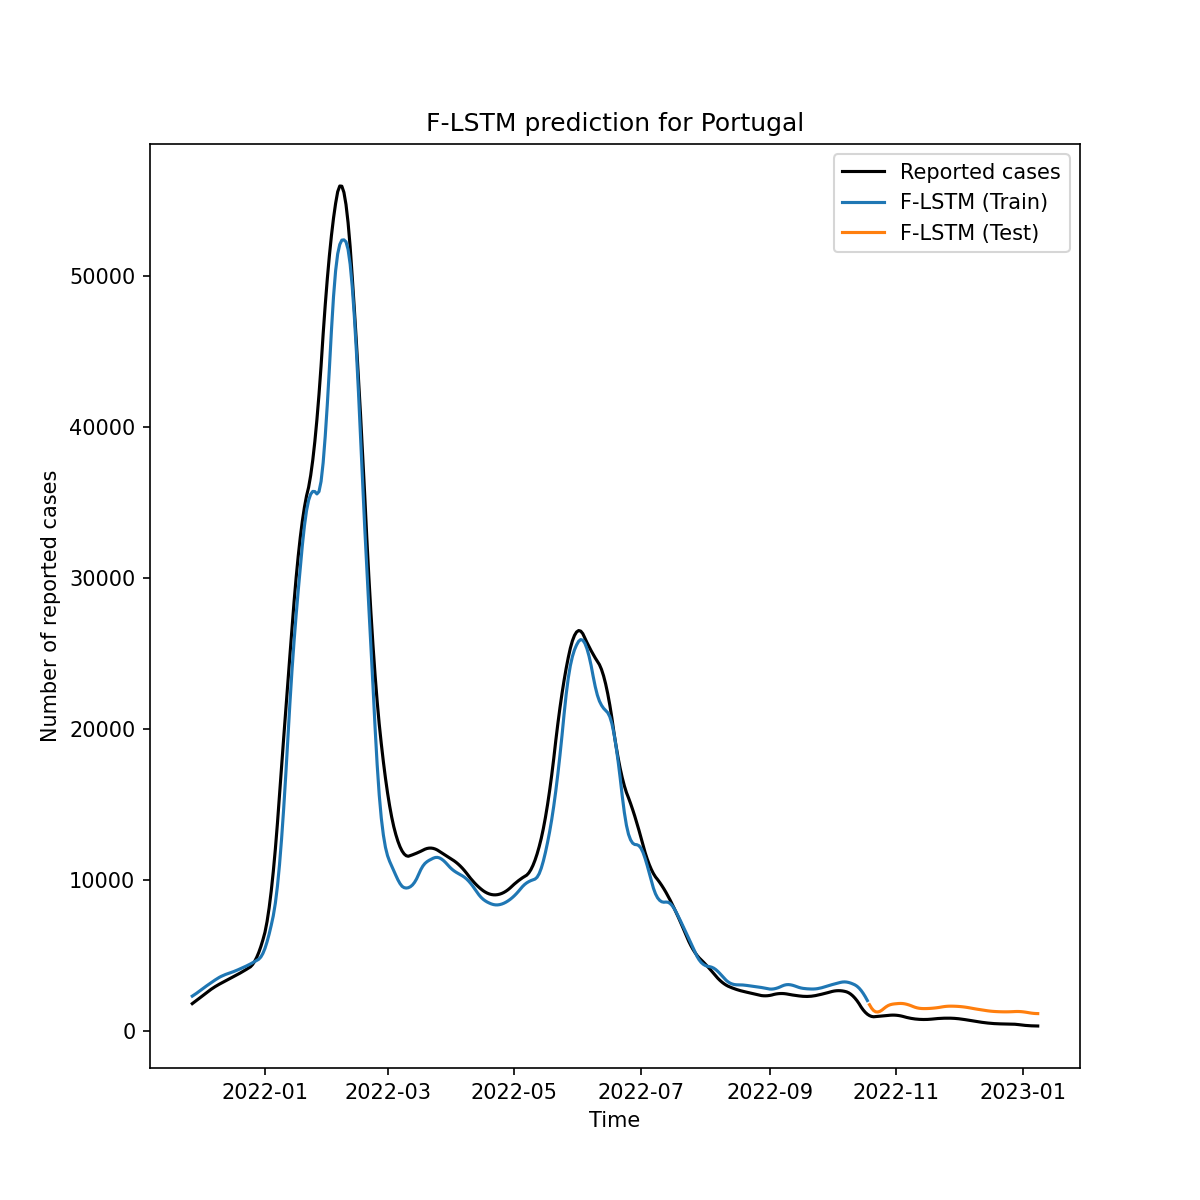 F-LSTM prediction for Portugal
Reported cases
F-LSTM (Train)
F-LSTM (Test)
Number of reported cases
50000
40000
30000
20000
10000
0
2022-01 2022-03 2022-05 2022-07 2022-09 2022-11 2023-01
Time